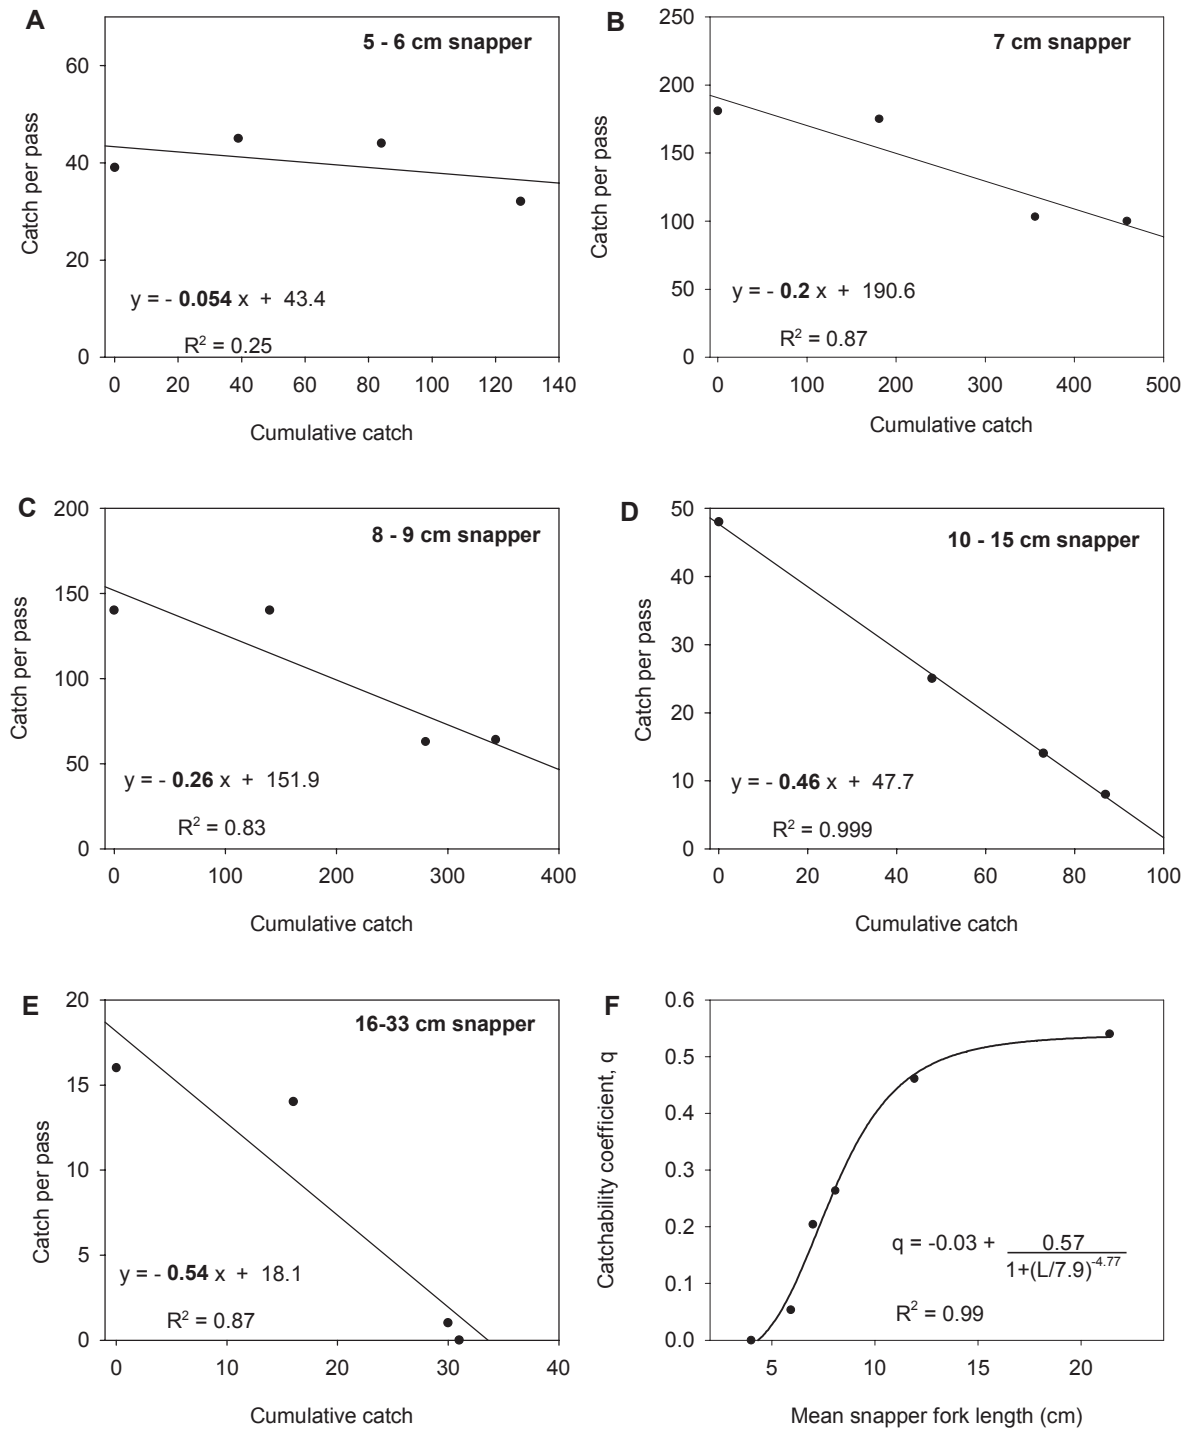 A
5 - 6 cm snapper
60
40
20
0
Catch per pass
y = - 0.054 x + 43.4
R² = 0.25
0 20 40 60 80 100 120 140
Cumulative catch
B
7 cm snapper
250
200
150
100
50
0
Catch per pass
y = - 0.2 x + 190.6
R² = 0.87
0 100 200 300 400 500
Cumulative catch
C
8 - 9 cm snapper
200
150
100
50
0
Catch per pass
y = - 0.26 x + 151.9
R² = 0.83
0 100 200 300 400
Cumulative catch
D
10 - 15 cm snapper
50
40
30
20
10
0
Catch per pass
y = - 0.46 x + 47.7
R² = 0.999
0 20 40 60 80 100
Cumulative catch
E
16-33 cm snapper
20
15
10
5
0
Catch per pass
y = - 0.54 x + 18.1
R² = 0.87
0 10 20 30 40
Cumulative catch
F
0.6
0.5
0.4
0.3
0.2
0.1
0.0
Catchability coefficient, q
q = -0.03 + 0.57
1+(L/7.9)^-4.77
R² = 0.99
5 10 15 20
Mean snapper fork length (cm)